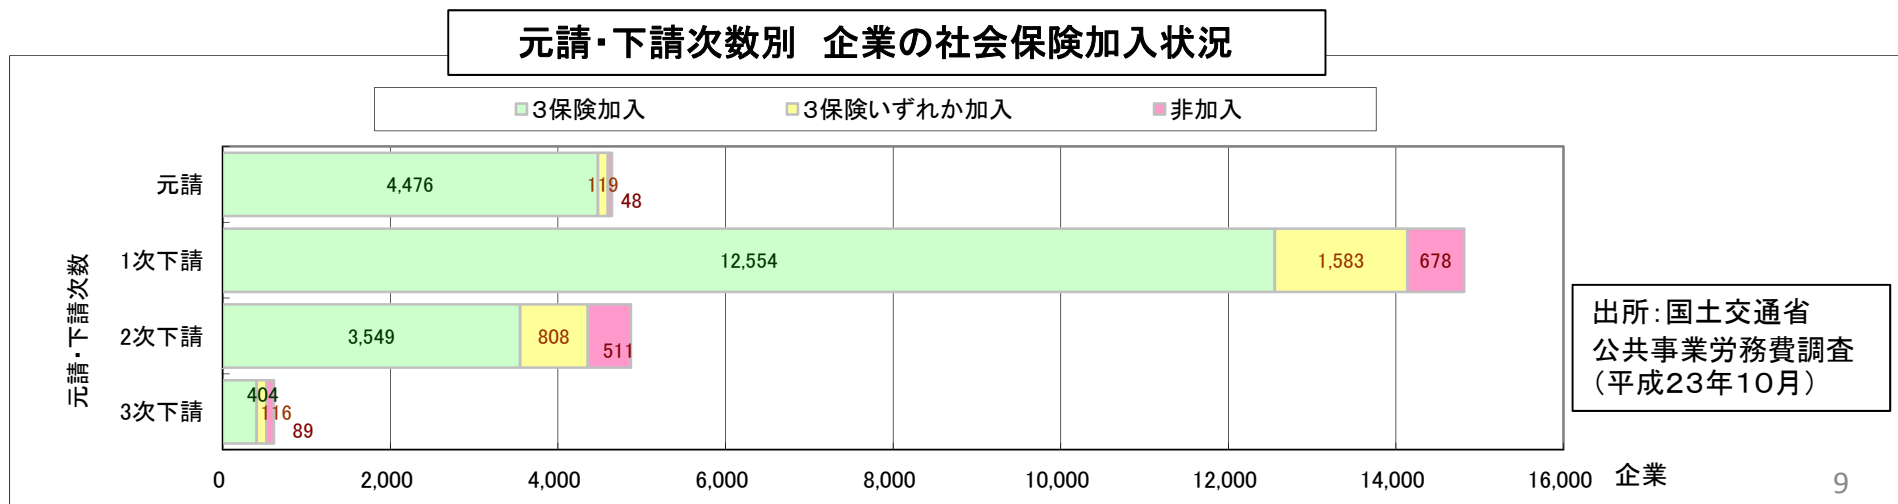 元請・下請次数別　企業の社会保険加入状況
３保険加入　３保険いずれか加入　非加入
元請・下請次数
元請 4,476 119 48
1次下請 12,554 1,583 678
2次下請 3,549 808 511
3次下請 404 116 89
0 2,000 4,000 6,000 8,000 10,000 12,000 14,000 16,000 企業
出所：国土交通省
公共事業労務費調査
（平成２３年１０月）
9